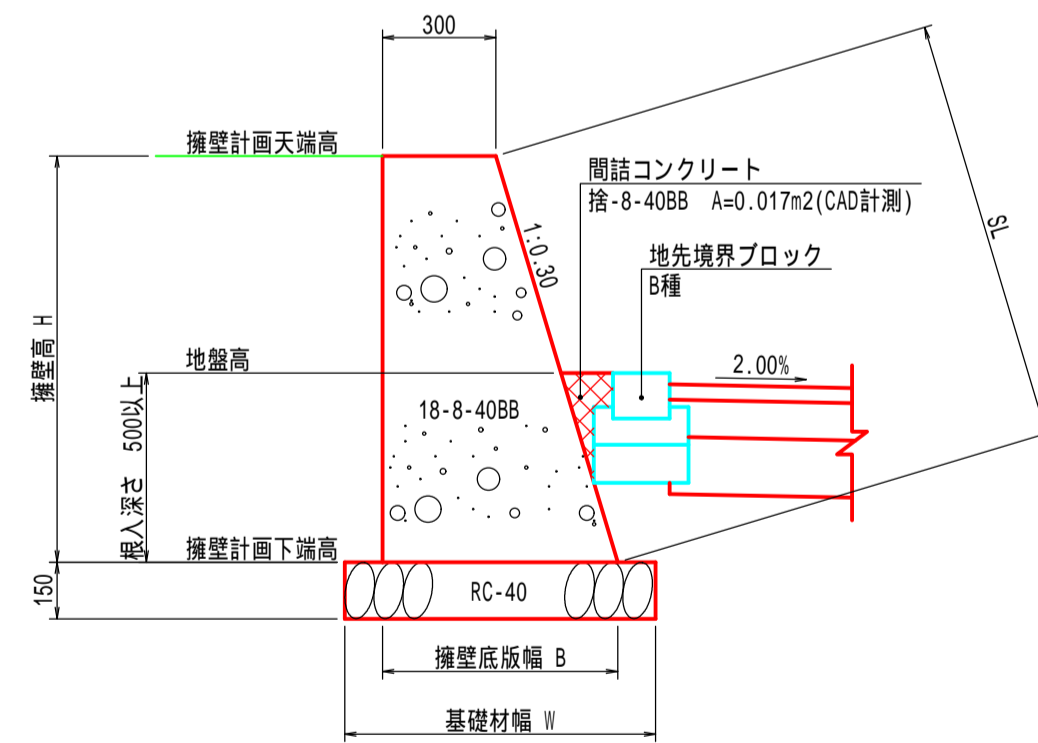 300
擁壁計画天端高
間詰コンクリート
捨-8-40BB A=0.017m2(CAD計測)
SL
1:0.30
地先境界ブロック
B種
擁壁高 H
地盤高
2.00%
根入深さ 500以上
18-8-40BB
擁壁計画下端高
150
RC-40
擁壁底版幅 B
基礎材幅 W